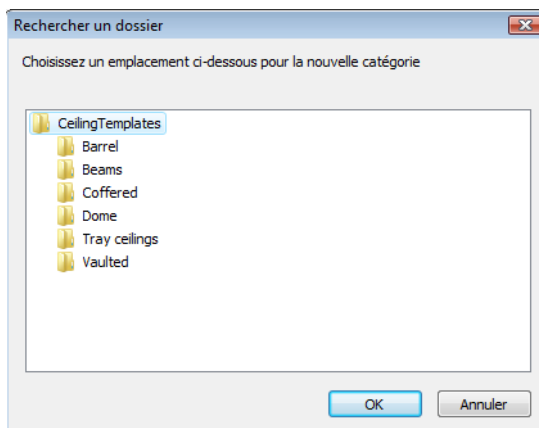 Rechercher un dossier
Choisissez un emplacement ci-dessous pour la nouvelle catégorie
CeilingTemplates
Barrel
Beams
Coffered
Dome
Tray ceilings
Vaulted
OK
Annuler